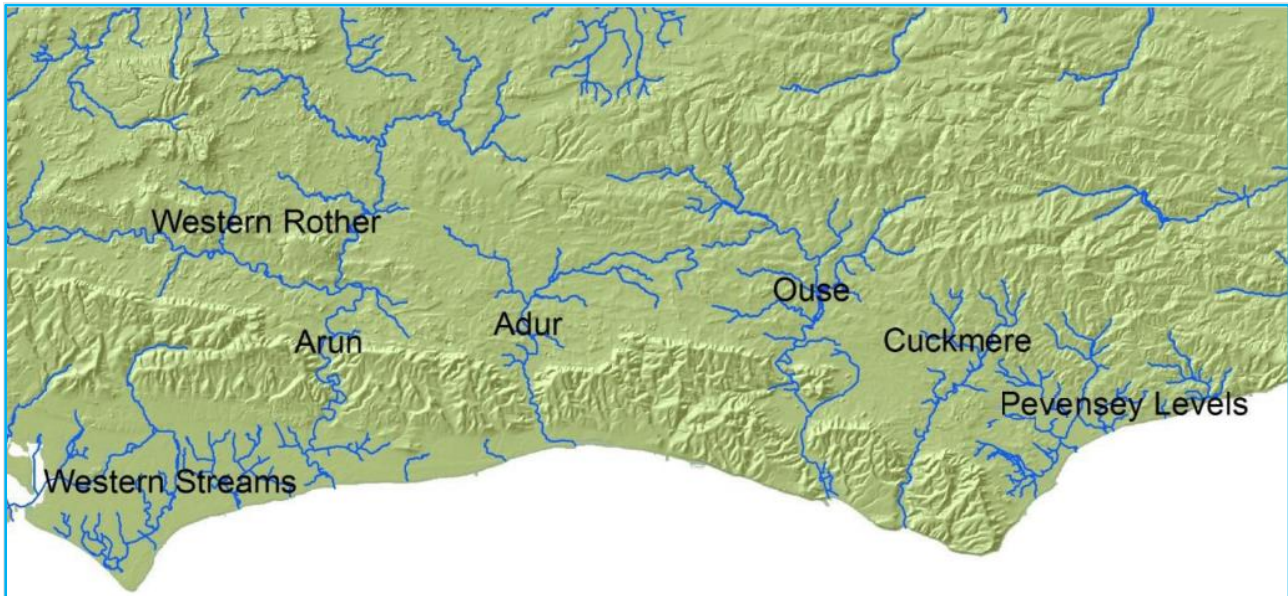 Western Rother
Ouse
Adur
Arun
Cuckmere
Pevensey Levels
Western Streams